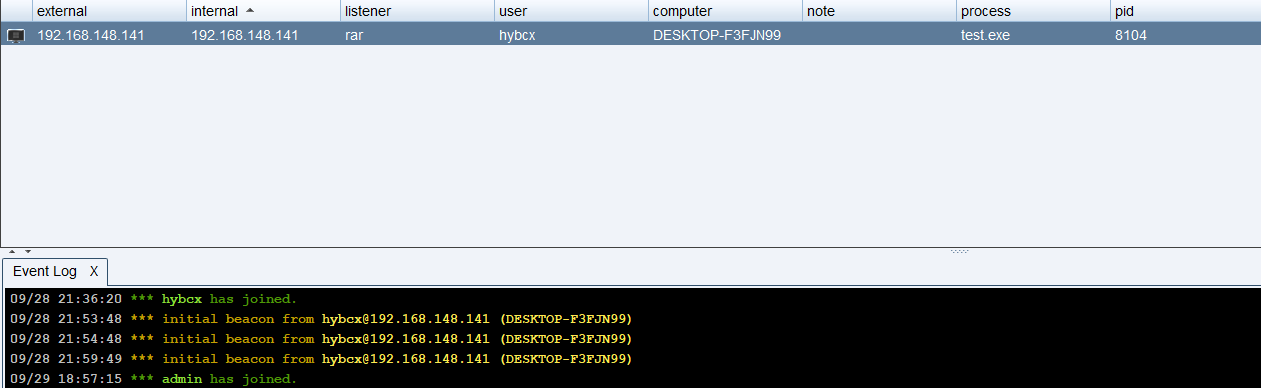 external internal listener user computer note process pid
192.168.148.141 192.168.148.141 rar hybcx DESKTOP-F3FJN99 test.exe 8104
Event Log X
09/28 21:36:20 *** hybcx has joined.
09/28 21:53:48 *** initial beacon from hybcx@192.168.148.141 (DESKTOP-F3FJN99)
09/28 21:54:48 *** initial beacon from hybcx@192.168.148.141 (DESKTOP-F3FJN99)
09/28 21:59:49 *** initial beacon from hybcx@192.168.148.141 (DESKTOP-F3FJN99)
09/29 18:57:15 *** admin has joined.